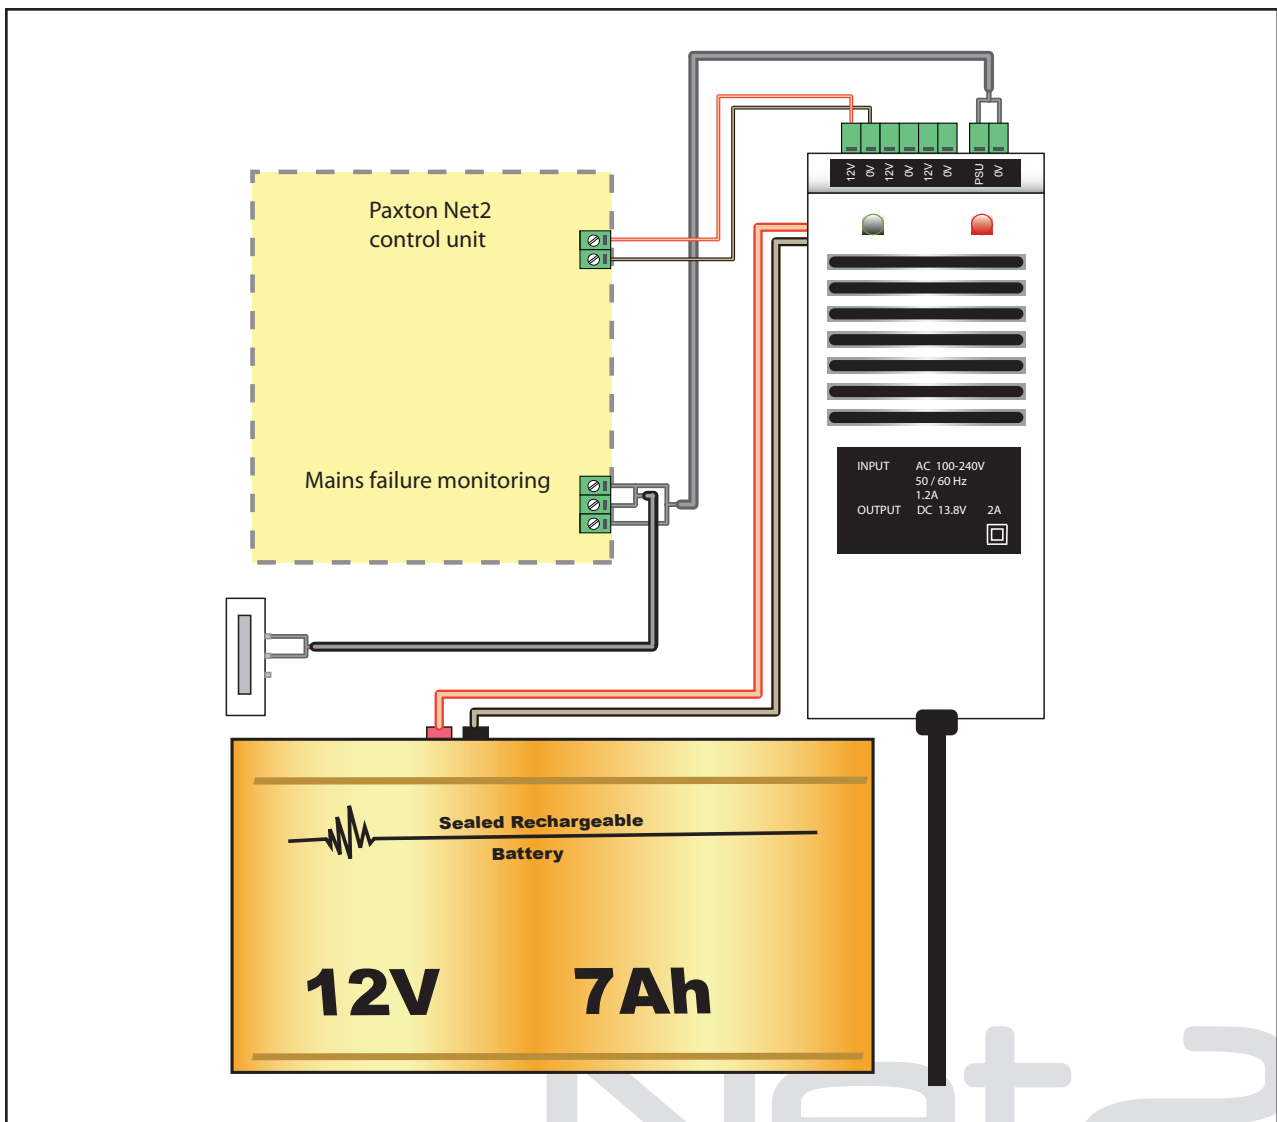 Paxton Net2
control unit
12V 0V 12V 0V 12V 0V PSU 0V
Mains failure monitoring
INPUT AC 100-240V
50 / 60 Hz
1.2A
OUTPUT DC 13.8V 2A
Sealed Rechargeable
Battery
12V 7Ah
Net2